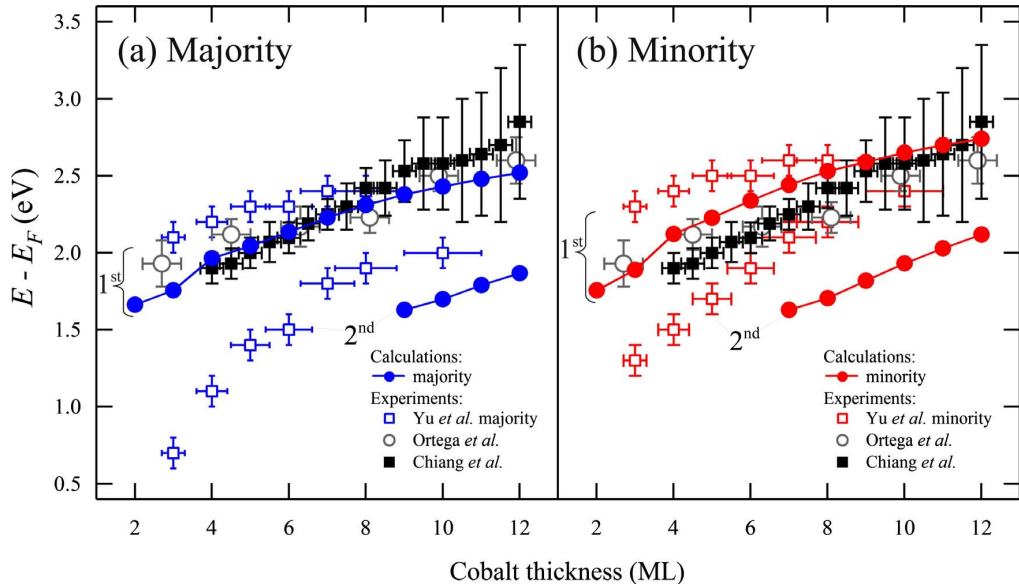 (a) Majority
(b) Minority
3.5
3.0
2.5
2.0
1.5
1.0
0.5
E - E_F (eV)
1st
2nd
Calculations:
majority
Experiments:
Yu et al. majority
Ortega et al.
Chiang et al.
1st
2nd
Calculations:
minority
Experiments:
Yu et al. minority
Ortega et al.
Chiang et al.
2 4 6 8 10 12
2 4 6 8 10 12
Cobalt thickness (ML)